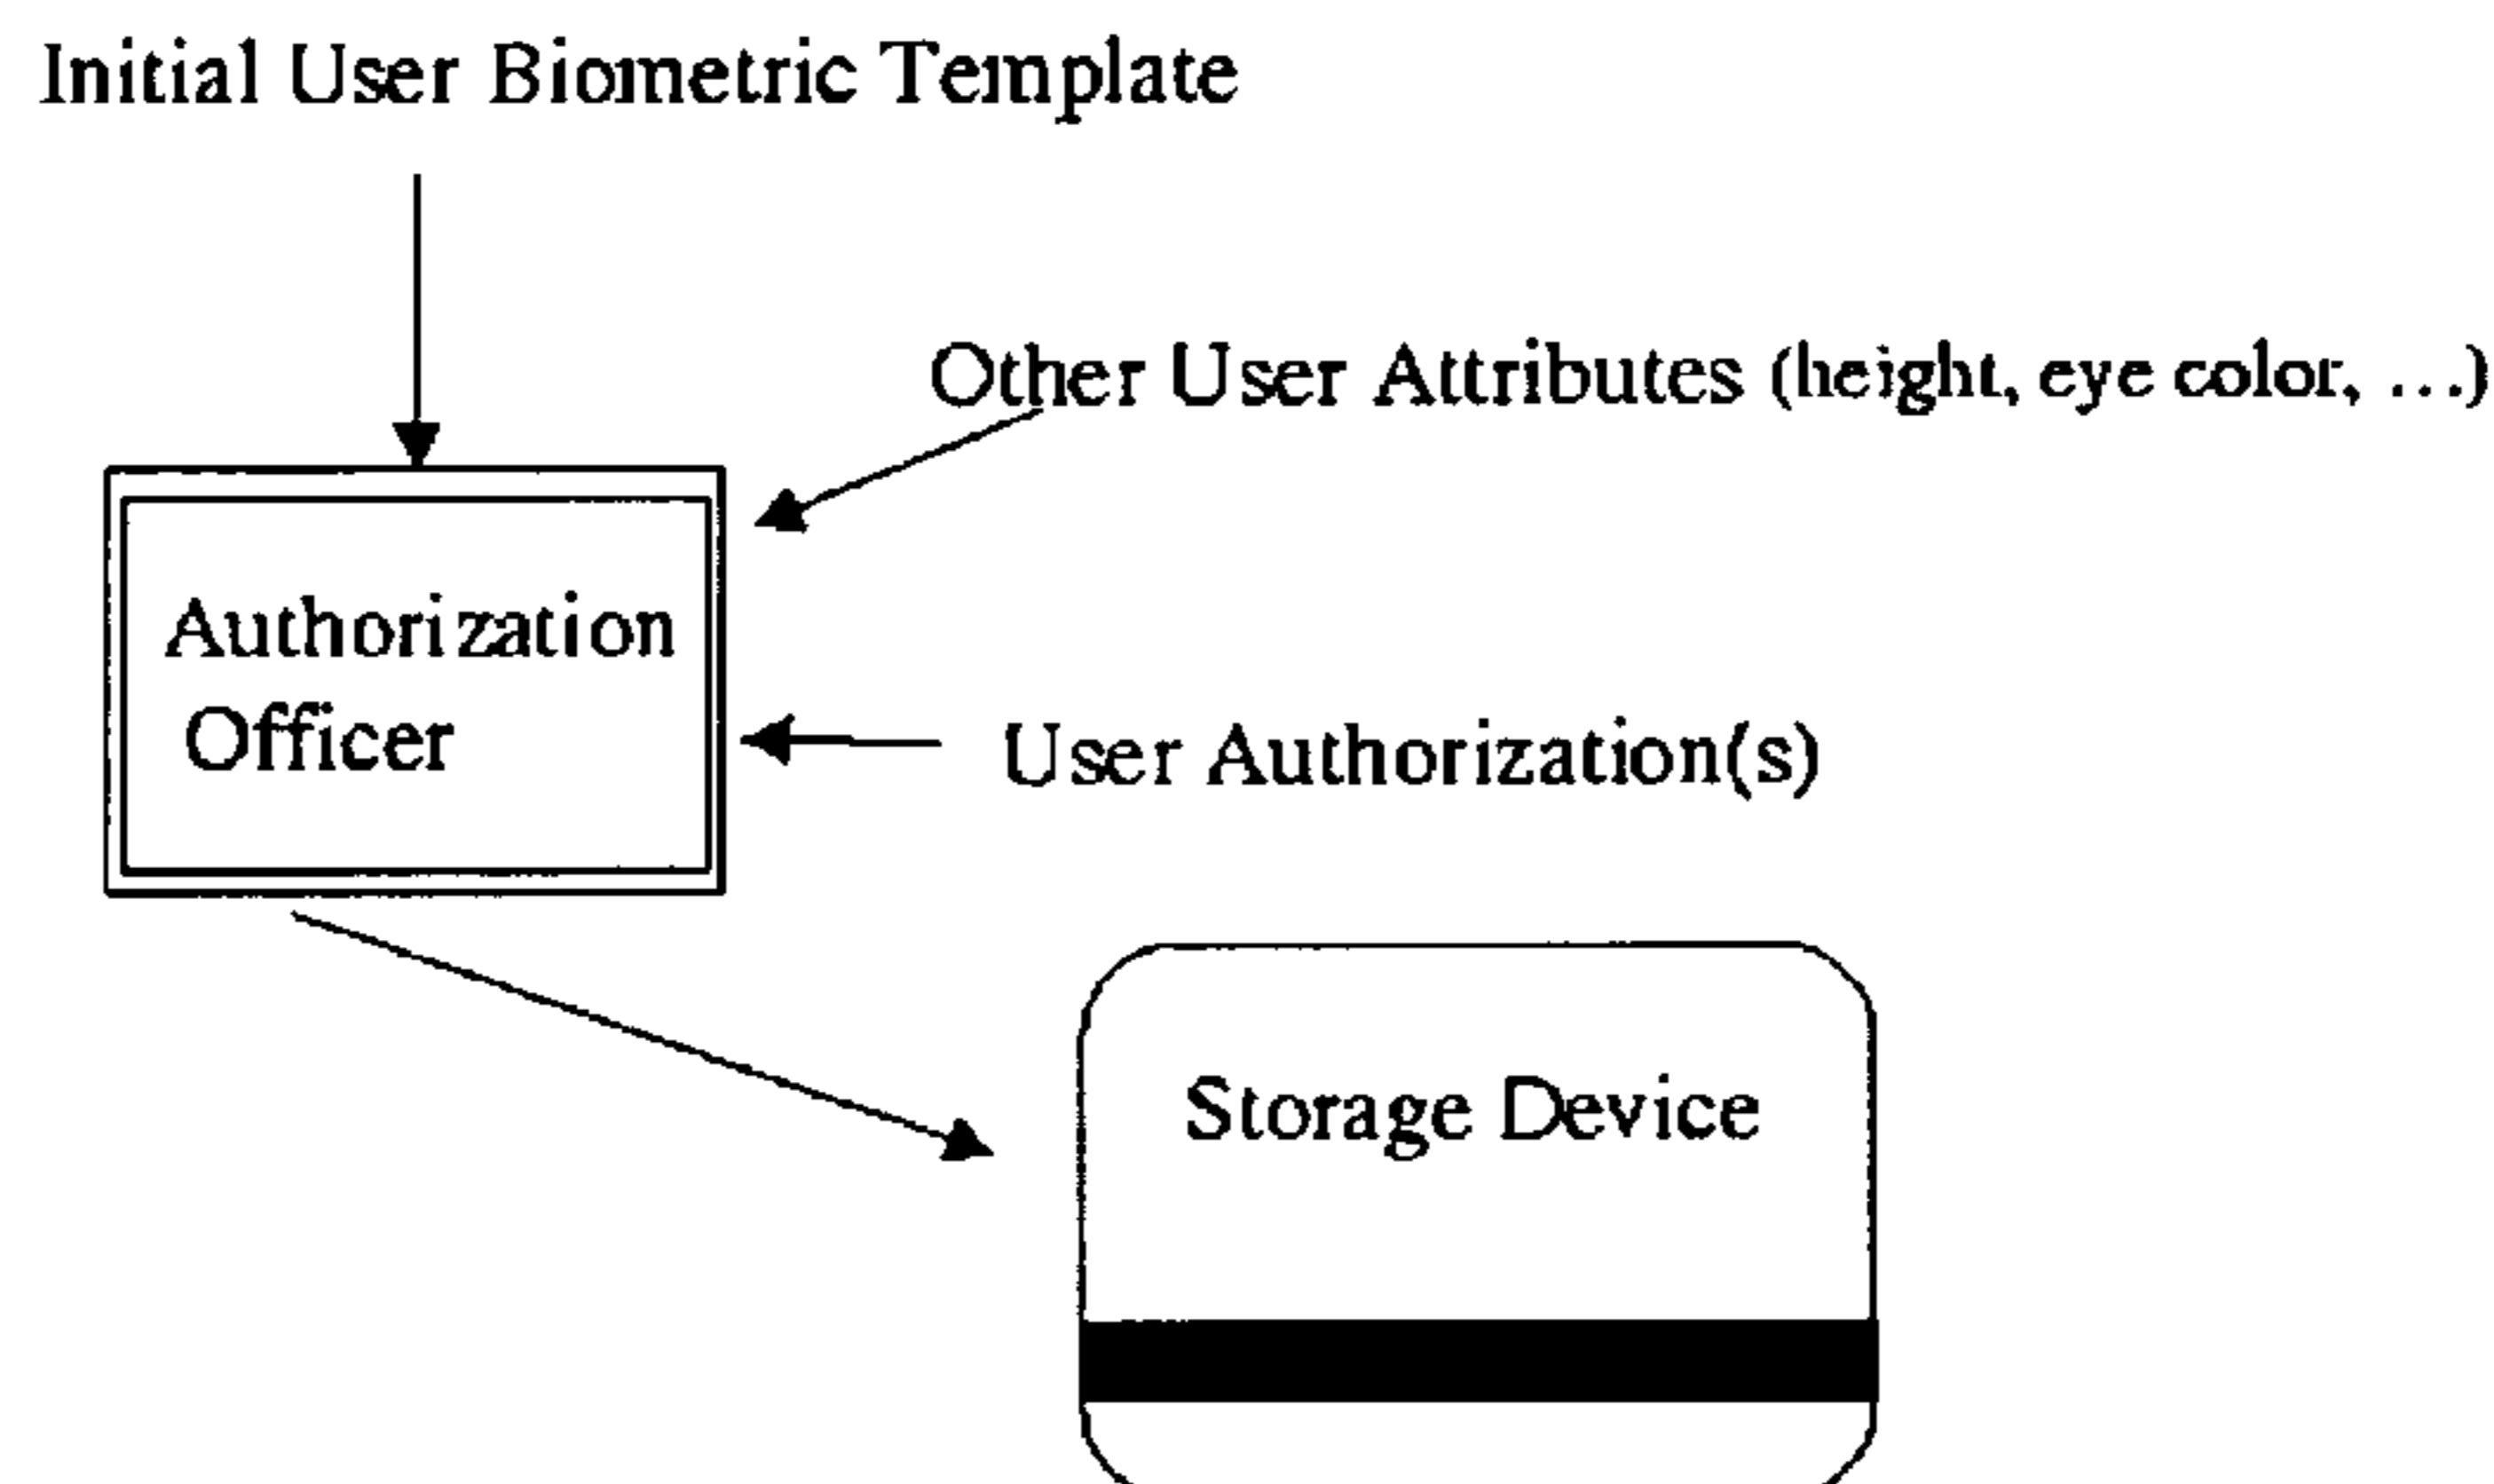 Initial User Biometric Template
Other User Attributes (height, eye color, ...)
Authorization
Officer
User Authorization(s)
Storage Device